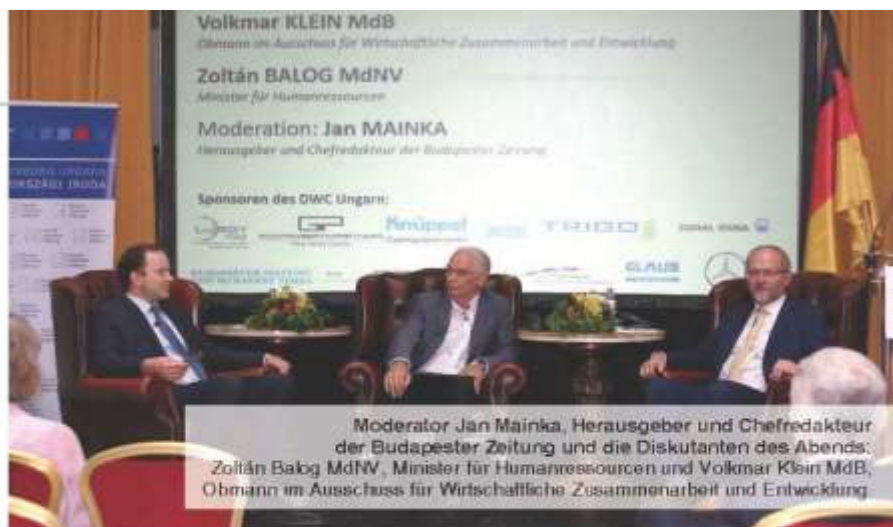 Volkmar KLEIN MdB
Obmann im Ausschuss für Wirtschaftliche Zusammenarbeit und Entwicklung
Zoltán BALOG MdNV
Minister für Humanressourcen
Moderation: Jan MAINKA
Herausgeber und Chefredakteur der Budapester Zeitung
Sponsoren des DWC Ungarn:
Knüppel
TRIGO
Moderator Jan Mainka, Herausgeber und Chefredakteur
der Budapester Zeitung und die Diskutanten des Abends:
Zoltán Balog MdNV, Minister für Humanressourcen und Volkmar Klein MdB,
Obmann im Ausschuss für Wirtschaftliche Zusammenarbeit und Entwicklung